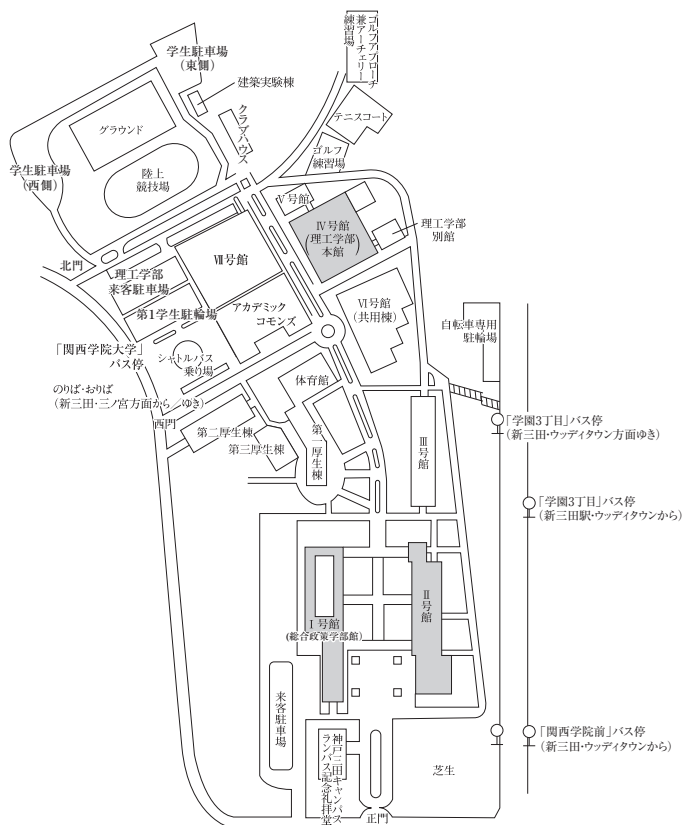 ゴルフアプローチ
兼アーチェリー
練習場
学生駐車場
（東側）
建築実験棟
クラブハウス
テニスコート
グラウンド
ゴルフ
練習場
学生駐車場
（西側）
陸上
競技場
Ⅴ号館
Ⅳ号館
（理工学部
本館）
理工学部
別館
北門
Ⅶ号館
理工学部
来客駐車場
第1学生駐輪場
アカデミック
コモンズ
Ⅵ号館
（共用棟）
自転車専用
駐輪場
「関西学院大学」
バス停
シャトルバス
乗り場
のりば・おりば
（新三田・三ノ宮方面から／ゆき）
体育館
西門
第二厚生棟
第三厚生棟
第一厚生棟
Ⅲ号館
「学園3丁目」バス停
（新三田・ウッディタウン方面ゆき）
「学園3丁目」バス停
（新三田駅・ウッディタウンから）
Ⅱ号館
Ⅰ号館
（総合政策学部館）
来客駐車場
神戸三田キャンパス
ランバス記念礼拝堂
「関西学院前」バス停
（新三田・ウッディタウンから）
芝生
正門